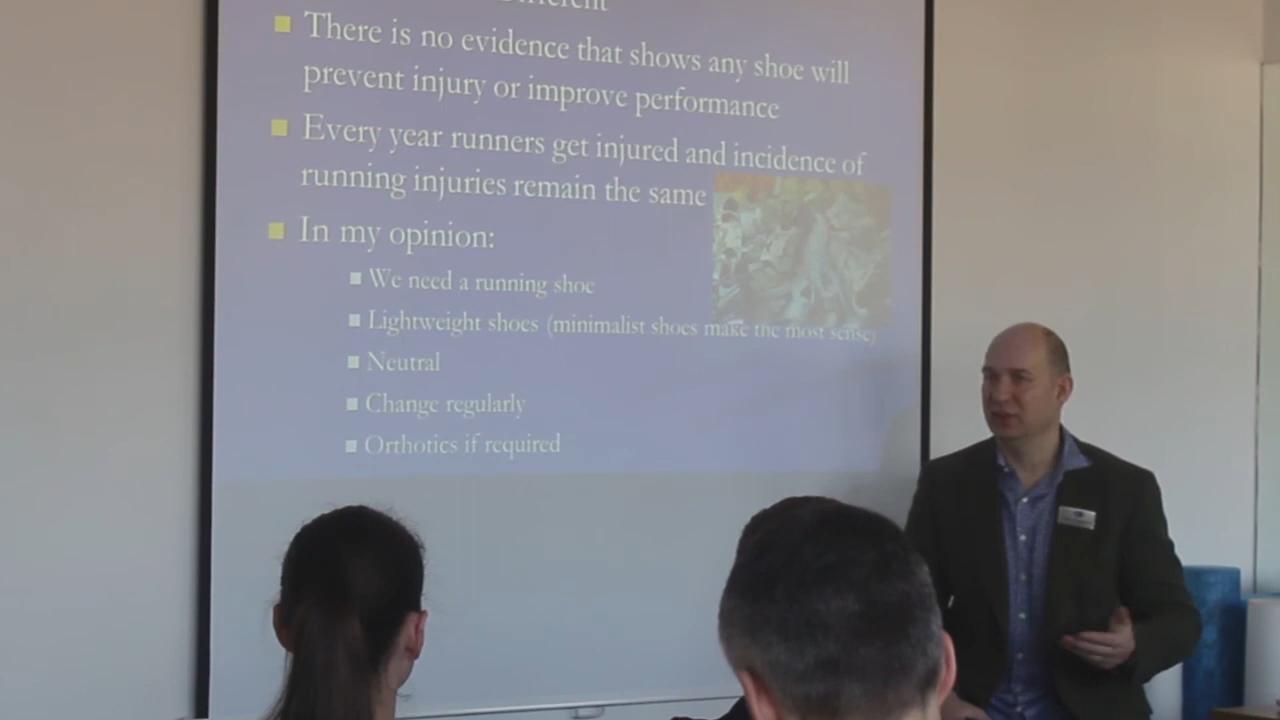 Different
There is no evidence that shows any shoe will
prevent injury or improve performance
Every year runners get injured and incidence of
running injuries remain the same
In my opinion:
We need a running shoe
Lightweight shoes (minimalist shoes make the most sense)
Neutral
Change regularly
Orthotics if required